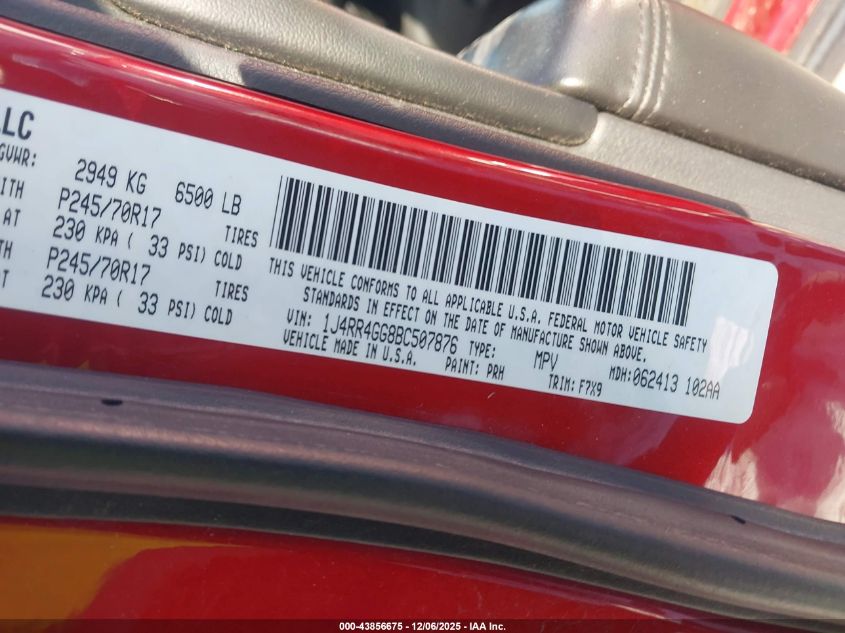 LLC
GVWR: 2949 KG 6500 LB
ITH P245/70R17 TIRES
AT 230 KPA ( 33 PSI) COLD
TH P245/70R17 TIRES
AT 230 KPA ( 33 PSI) COLD
THIS VEHICLE CONFORMS TO ALL APPLICABLE U.S.A. FEDERAL MOTOR VEHICLE SAFETY
STANDARDS IN EFFECT ON THE DATE OF MANUFACTURE SHOWN ABOVE.
VIN: 1J4RR4GG8BC507876 TYPE: MPV MDH: 062413 102AA
VEHICLE MADE IN U.S.A. PAINT: PRH TRIM: F7X9
000-43856675 - 12/06/2025 - IAA Inc.